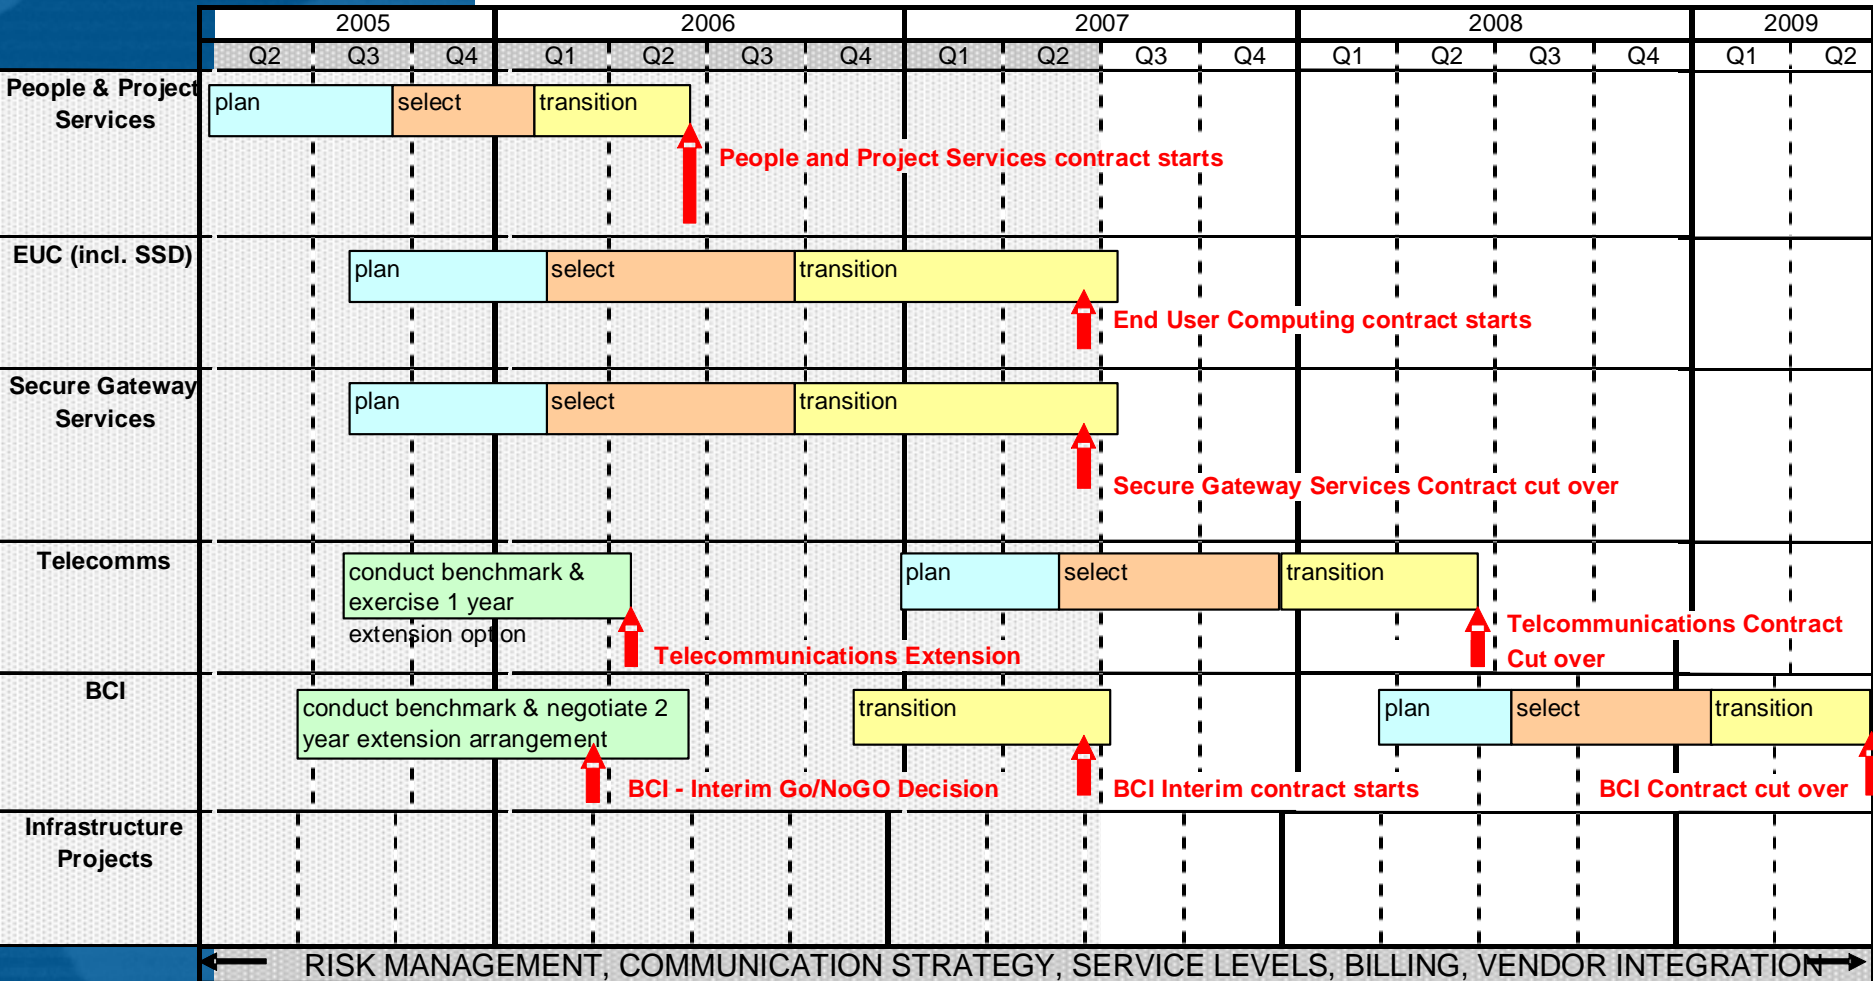 2005 2006 2007 2008 2009
Q2 Q3 Q4 Q1 Q2 Q3 Q4 Q1 Q2 Q3 Q4 Q1 Q2 Q3 Q4 Q1 Q2
People & Project
Services
plan select transition
People and Project Services contract starts
EUC (incl. SSD)
plan select transition
End User Computing contract starts
Secure Gateway
Services
plan select transition
Secure Gateway Services Contract cut over
Telecomms
conduct benchmark &
exercise 1 year
extension option
plan select transition
Telecommunications Extension
Telcommunications Contract
Cut over
BCI
conduct benchmark & negotiate 2
year extension arrangement
transition
plan select transition
BCI - Interim Go/NoGO Decision
BCI Interim contract starts
BCI Contract cut over
Infrastructure
Projects
RISK MANAGEMENT, COMMUNICATION STRATEGY, SERVICE LEVELS, BILLING, VENDOR INTEGRATION